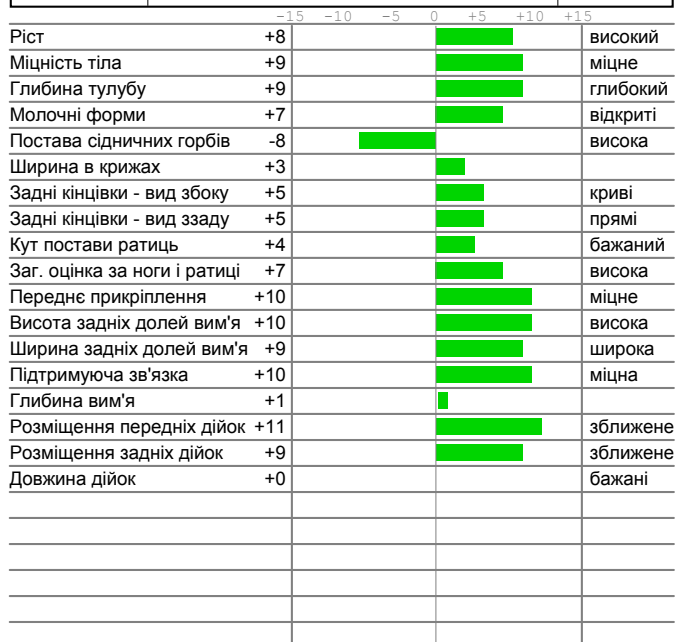 -15 -10 -5 0 +5 +10 +15
Ріст +8 високий
Міцність тіла +9 міцне
Глибина тулубу +9 глибокий
Молочні форми +7 відкриті
Постава сідничних горбів -8 висока
Ширина в крижах +3
Задні кінцівки - вид збоку +5 криві
Задні кінцівки - вид ззаду +5 прямі
Кут постави ратиць +4 бажаний
Заг. оцінка за ноги і ратиці +7 висока
Переднє прикріплення +10 міцне
Висота задніх долей вим'я +10 висока
Ширина задніх долей вим'я +9 широка
Підтримуюча зв'язка +10 міцна
Глибина вим'я +1
Розміщення передніх дійок +11 зближене
Розміщення задніх дійок +9 зближене
Довжина дійок +0 бажані